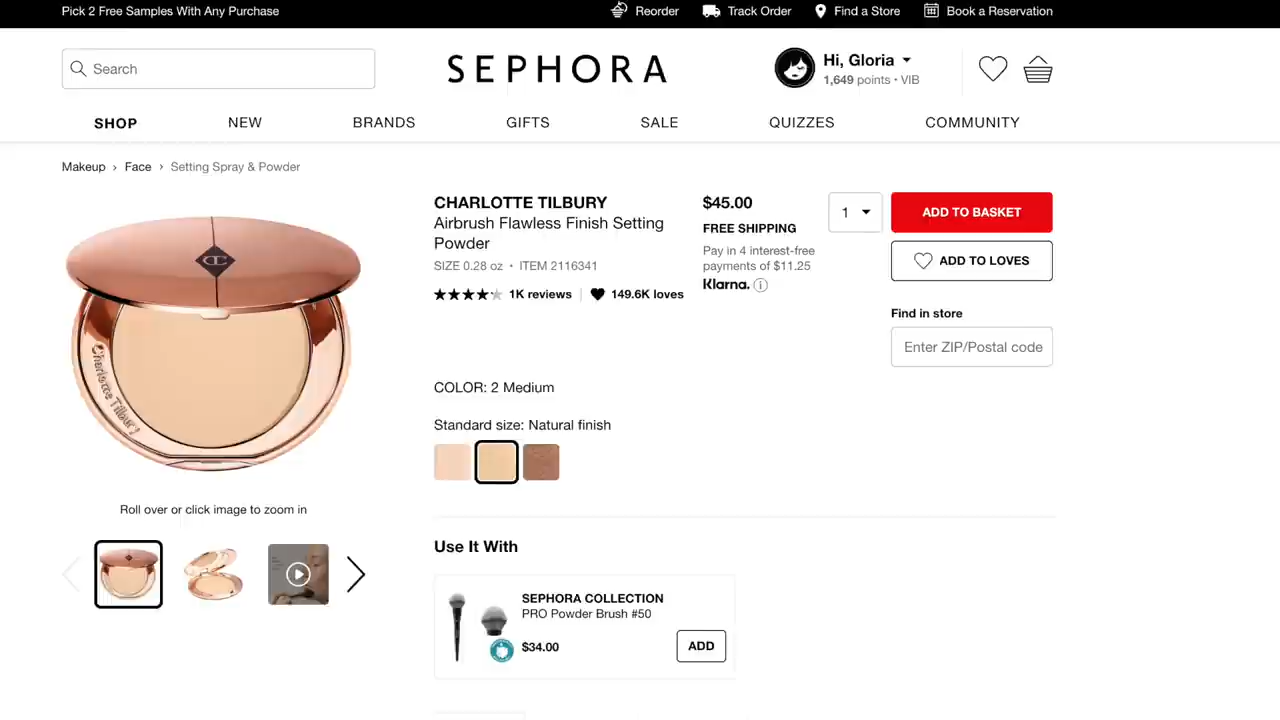 Pick 2 Free Samples With Any Purchase
Reorder
Track Order
Find a Store
Book a Reservation
Search
SEPHORA
Hi, Gloria
1,649 points • VIB
SHOP
NEW
BRANDS
GIFTS
SALE
QUIZZES
COMMUNITY
Makeup › Face › Setting Spray & Powder
Charlotte Tilbury
CHARLOTTE TILBURY
Airbrush Flawless Finish Setting
Powder
SIZE 0.28 oz • ITEM 2116341
1K reviews
149.6K loves
$45.00
FREE SHIPPING
Pay in 4 interest-free
payments of $11.25
Klarna.
1
ADD TO BASKET
ADD TO LOVES
Find in store
Enter ZIP/Postal code
COLOR: 2 Medium
Standard size: Natural finish
Roll over or click image to zoom in
Use It With
SEPHORA COLLECTION
PRO Powder Brush #50
$34.00
ADD